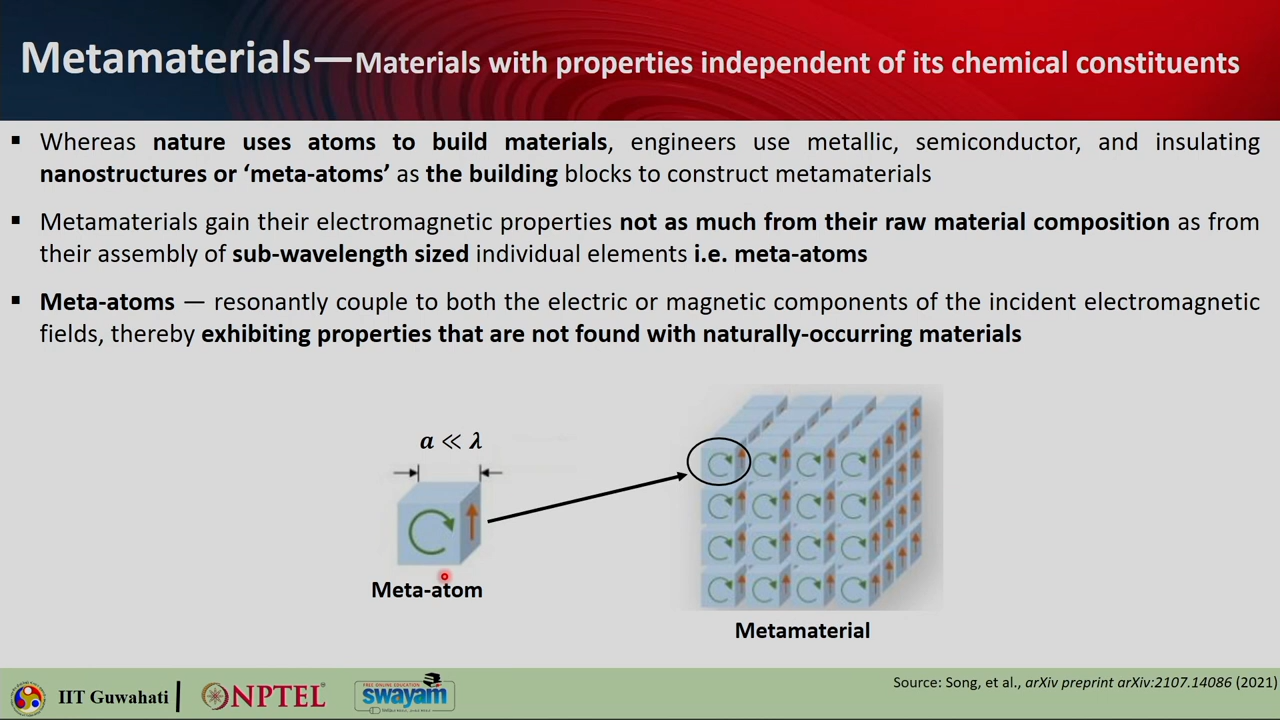 Metamaterials—Materials with properties independent of its chemical constituents
▪ Whereas nature uses atoms to build materials, engineers use metallic, semiconductor, and insulating
nanostructures or ‘meta-atoms’ as the building blocks to construct metamaterials
▪ Metamaterials gain their electromagnetic properties not as much from their raw material composition as from
their assembly of sub-wavelength sized individual elements i.e. meta-atoms
▪ Meta-atoms — resonantly couple to both the electric or magnetic components of the incident electromagnetic
fields, thereby exhibiting properties that are not found with naturally-occurring materials
a ≪ λ
Meta-atom
Metamaterial
IIT Guwahati
NPTEL
FREE ONLINE EDUCATION
swayam
Source: Song, et al., arXiv preprint arXiv:2107.14086 (2021)